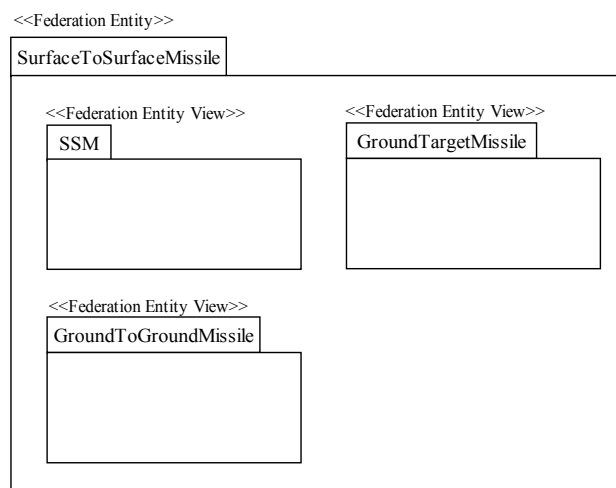 <<Federation Entity>>
SurfaceToSurfaceMissile
<<Federation Entity View>>
SSM
<<Federation Entity View>>
GroundTargetMissile
<<Federation Entity View>>
GroundToGroundMissile